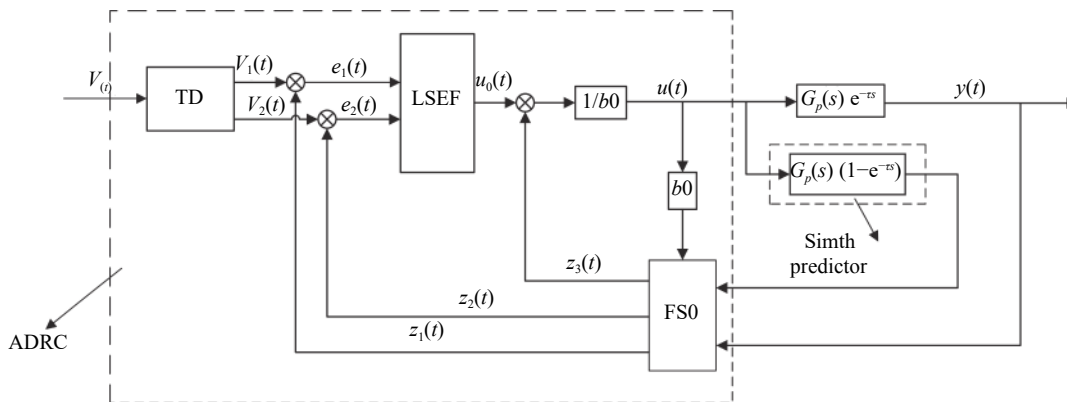 V(t)
TD
V1(t)
V2(t)
e1(t)
e2(t)
LSEF
u0(t)
1/b0
u(t)
Gp(s) e−τs
y(t)
Gp(s) (1−e−τs)
b0
Simth
predictor
z3(t)
z2(t)
z1(t)
FS0
ADRC